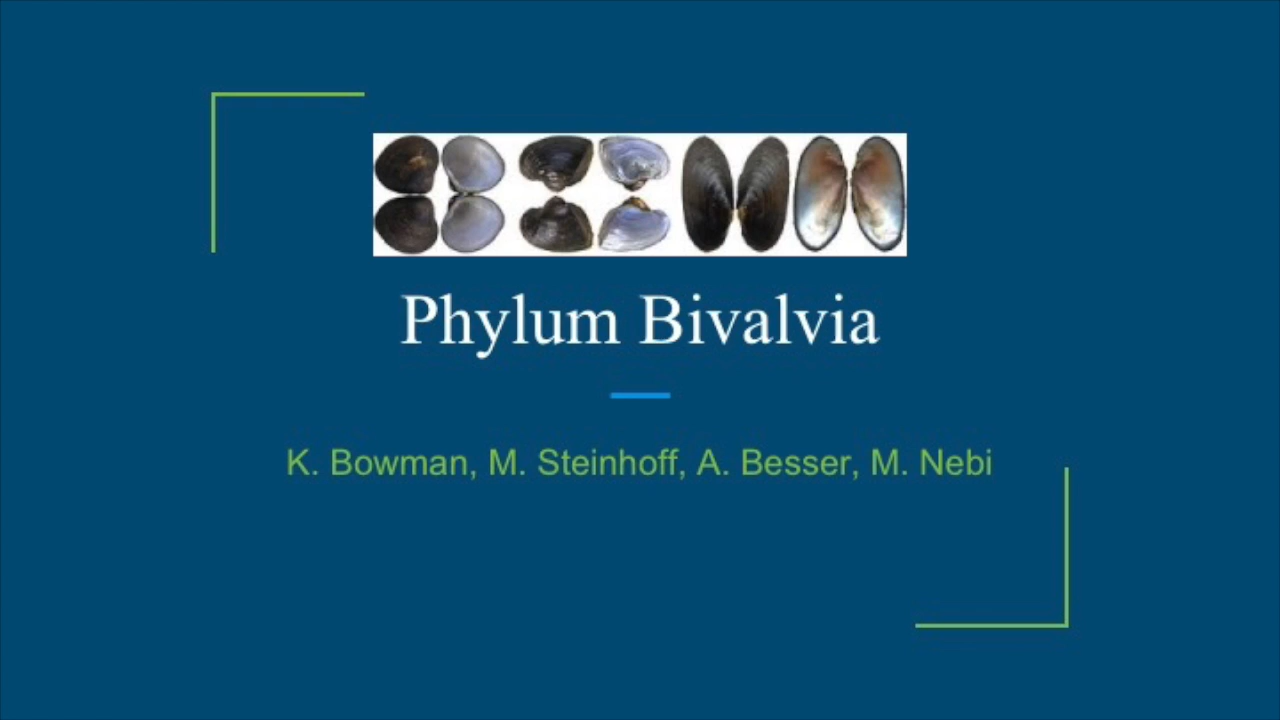 Phylum Bivalvia
K. Bowman, M. Steinhoff, A. Besser, M. Nebi